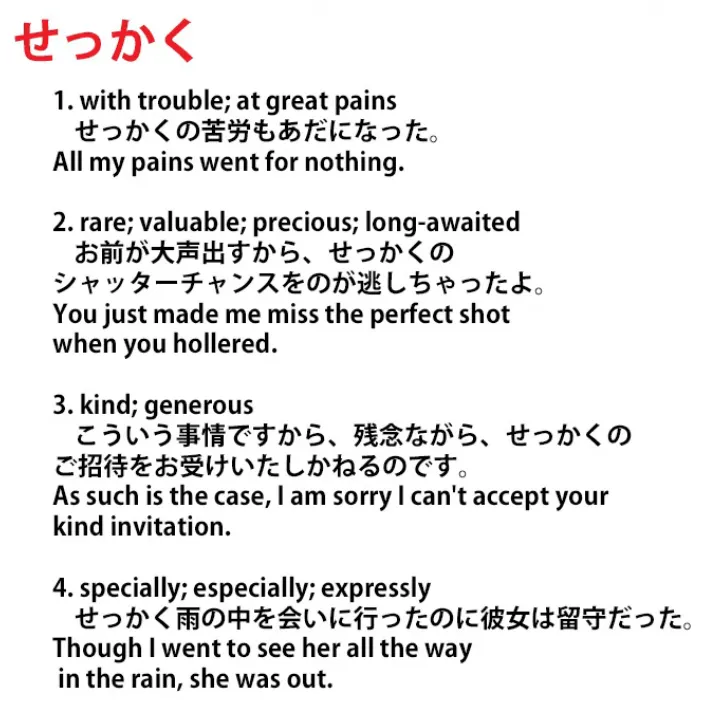 せっかく
1. with trouble; at great pains
せっかくの苦労もあだになった。
All my pains went for nothing.
2. rare; valuable; precious; long-awaited
お前が大声出すから、せっかくの
シャッターチャンスをのが逃しちゃったよ。
You just made me miss the perfect shot
when you hollered.
3. kind; generous
こういう事情ですから、残念ながら、せっかくの
ご招待をお受けいたしかねるのです。
As such is the case, I am sorry I can't accept your
kind invitation.
4. specially; especially; expressly
せっかく雨の中を会いに行ったのに彼女は留守だった。
Though I went to see her all the way
in the rain, she was out.